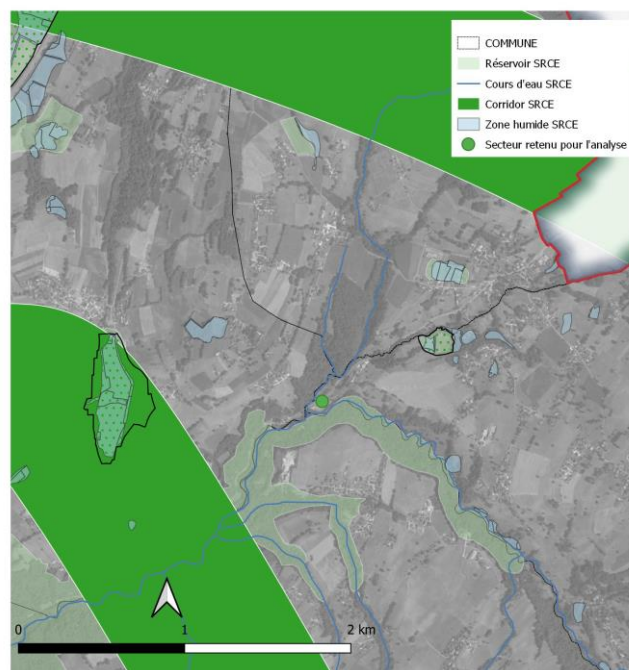 COMMUNE
Réservoir SRCE
Cours d'eau SRCE
Corridor SRCE
Zone humide SRCE
Secteur retenu pour l'analyse
0 1 2 km